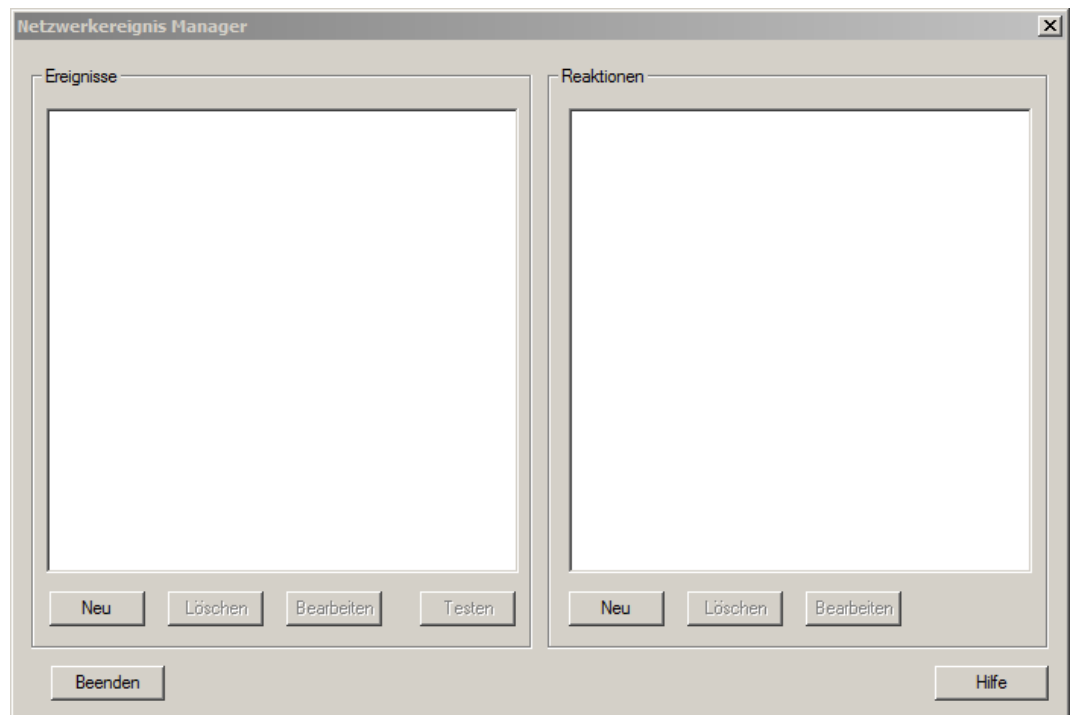 Netzwerkereignis Manager
Ereignisse
Reaktionen
Neu Löschen Bearbeiten Testen
Neu Löschen Bearbeiten
Beenden Hilfe